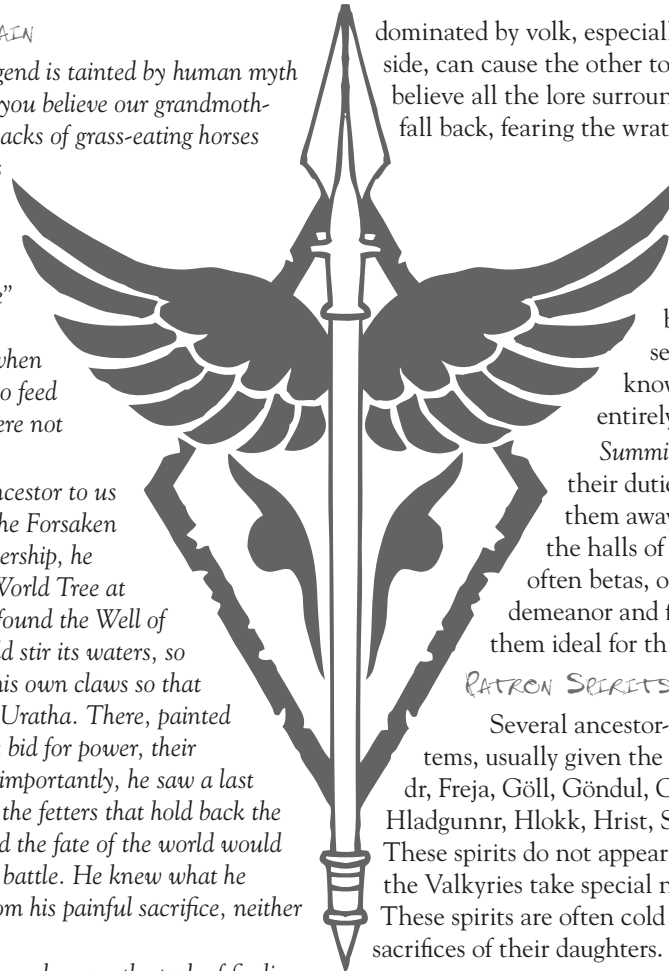 gend is tainted by human myth
you believe our grandmoth-
acks of grass-eating horses
e”
when
o feed
ere not
ncestor to us
he Forsaken
ership, he
World Tree at
found the Well of
ld stir its waters, so
his own claws so that
Uratha. There, painted
bid for power, their
importantly, he saw a last
the fetters that hold back the
d the fate of the world would
battle. He knew what he
om his painful sacrifice, neither
dominated by volk, especiall
side, can cause the other to
believe all the lore surroun
fall back, fearing the wrat
b
se
know
entirely
Summi
their dutie
them away
the halls of
often betas, o
demeanor and f
them ideal for th
Patron Spirits
Several ancestor-
tems, usually given the
dr, Freja, Göll, Göndul, G
Hladgunnr, Hlokk, Hrist, S
These spirits do not appear
the Valkyries take special n
These spirits are often cold
sacrifices of their daughters.